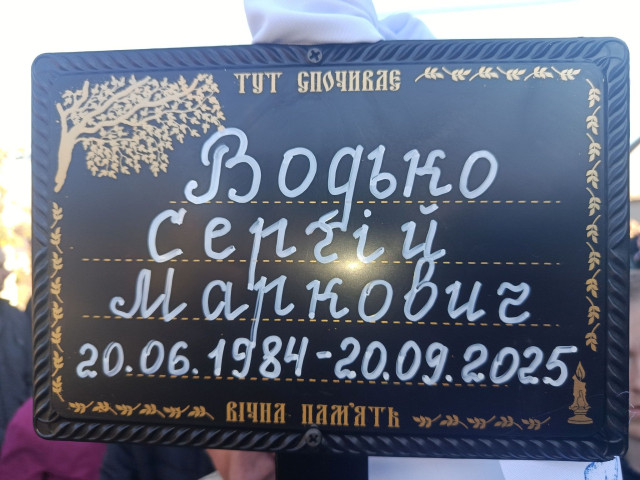 ТУТ СПОЧИВАЄ
Водько
Сергій
Маркович
20.06.1984-20.09.2025
ВІЧНА ПАМ'ЯТЬ